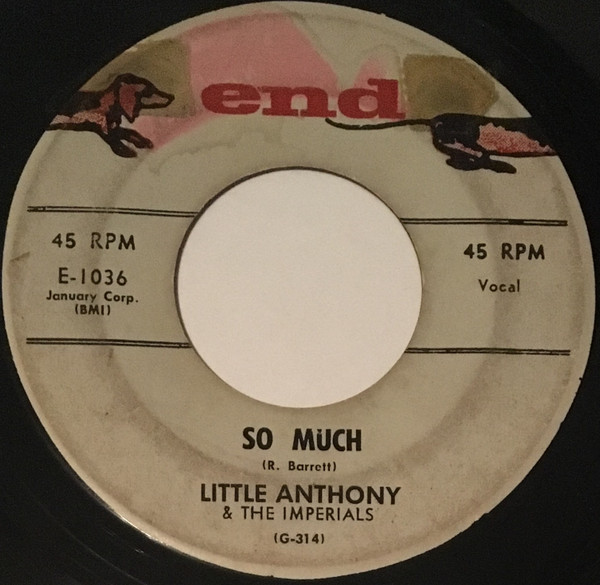 end
45 RPM
E-1036
January Corp.
(BMI)
45 RPM
Vocal
SO MUCH
(R. Barrett)
LITTLE ANTHONY
& THE IMPERIALS
(G-314)